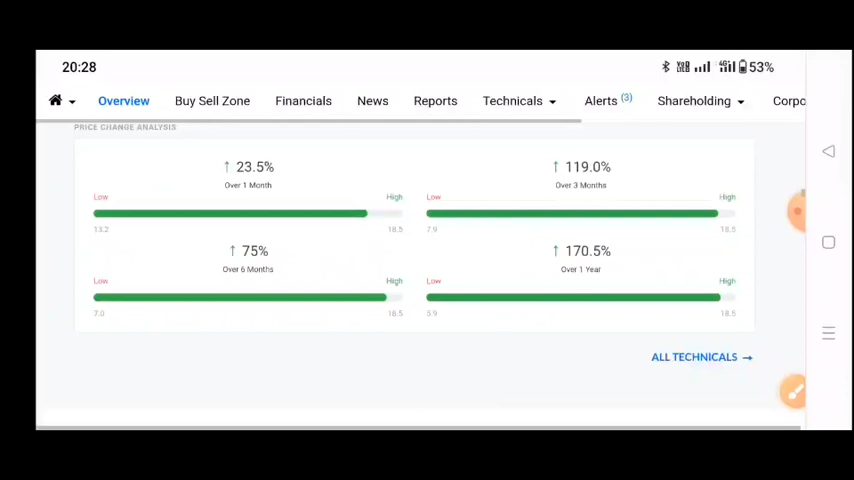 20:28 VoD LTE 4G 53%
Overview Buy Sell Zone Financials News Reports Technicals Alerts (3) Shareholding Corpo
PRICE CHANGE ANALYSIS
↑ 23.5% ↑ 119.0%
Over 1 Month Over 3 Months
Low High Low High
13.2 18.5 7.9 18.5
↑ 75% ↑ 170.5%
Over 6 Months Over 1 Year
Low High Low High
7.0 18.5 5.9 18.5
ALL TECHNICALS →